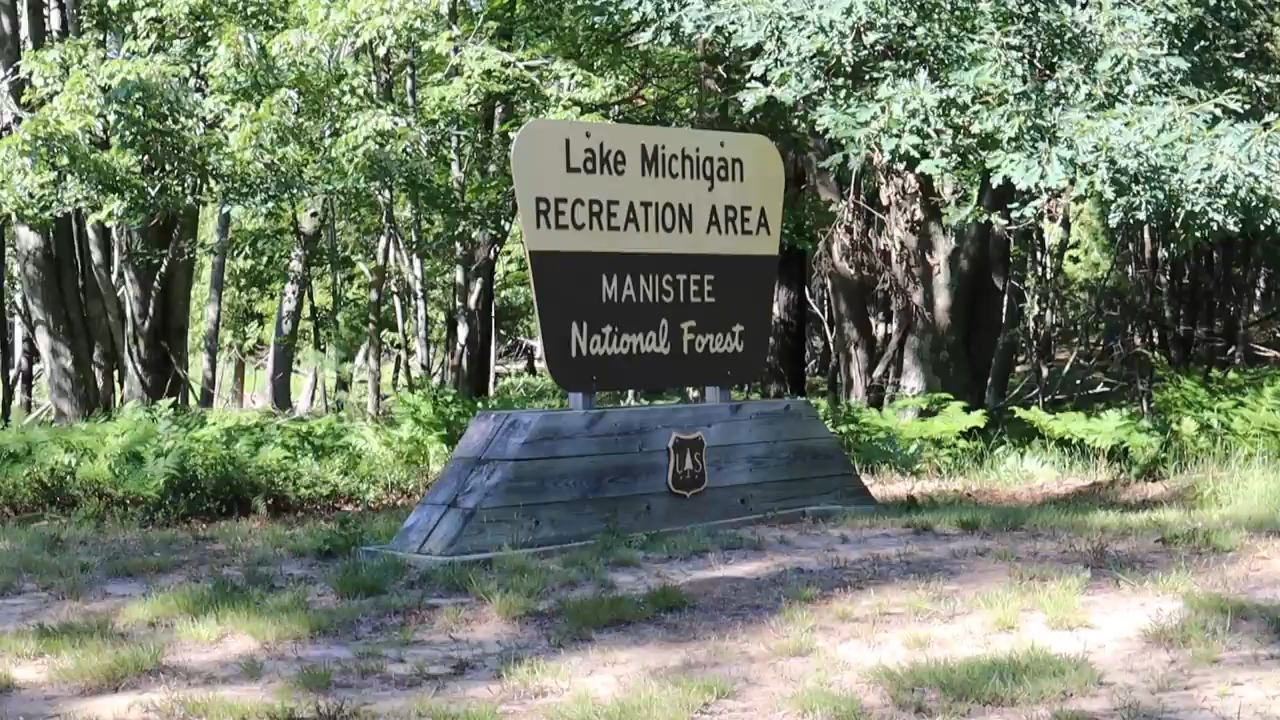 Lake Michigan
RECREATION AREA
MANISTEE
National Forest
US